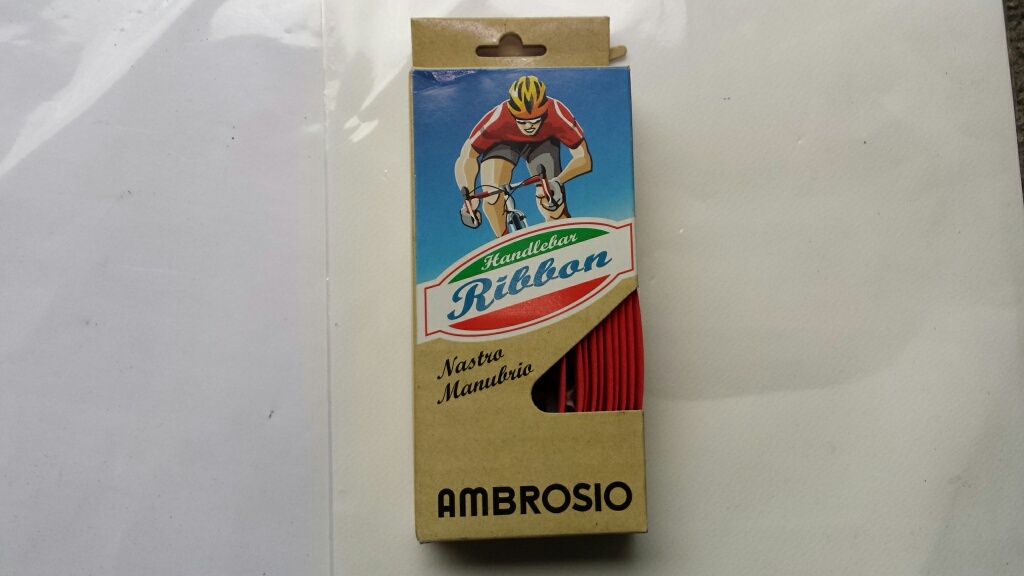 M
Handlebar
Ribbon
Nastro
Manubrio
AMBROSIO